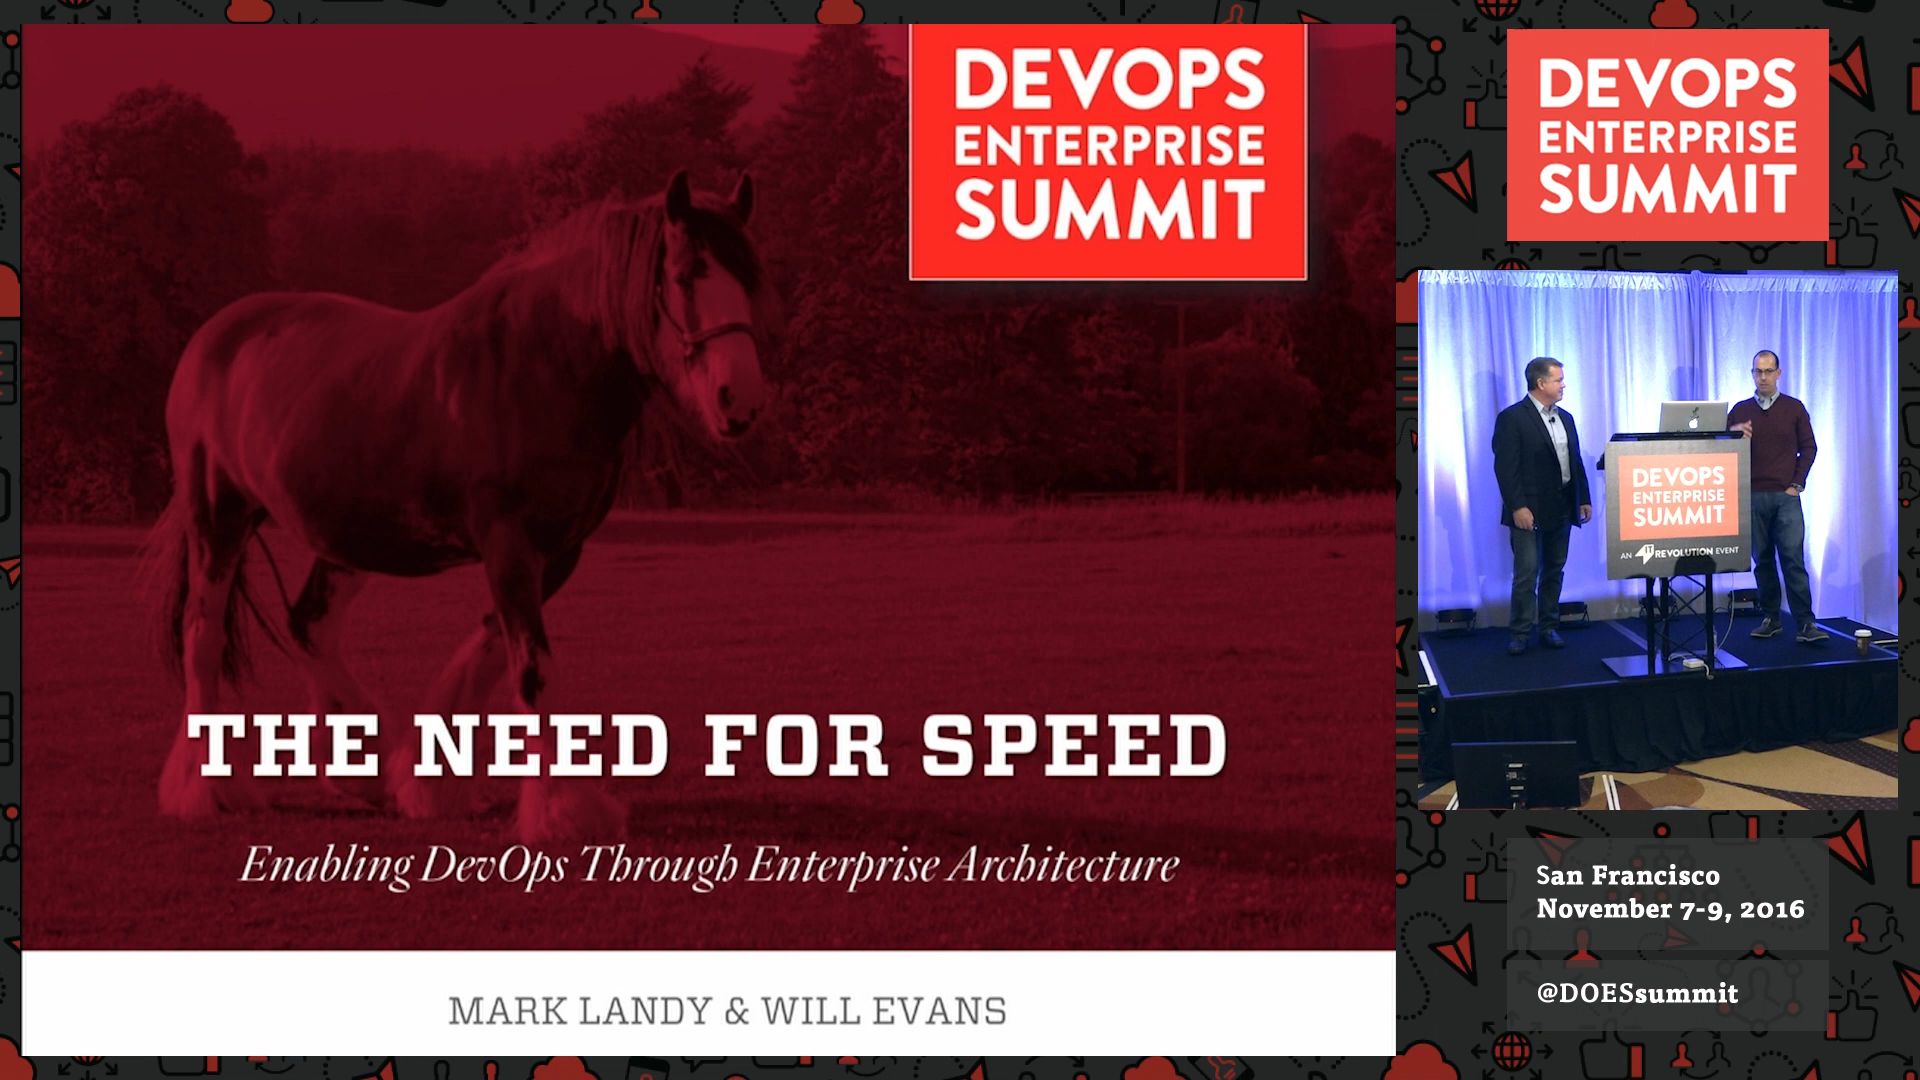 DEVOPS
ENTERPRISE
SUMMIT
THE NEED FOR SPEED
Enabling DevOps Through Enterprise Architecture
MARK LANDY & WILL EVANS
DEVOPS
ENTERPRISE
SUMMIT
DEVOPS
ENTERPRISE
SUMMIT
AN IT REVOLUTION EVENT
San Francisco
November 7-9, 2016
@DOESsummit